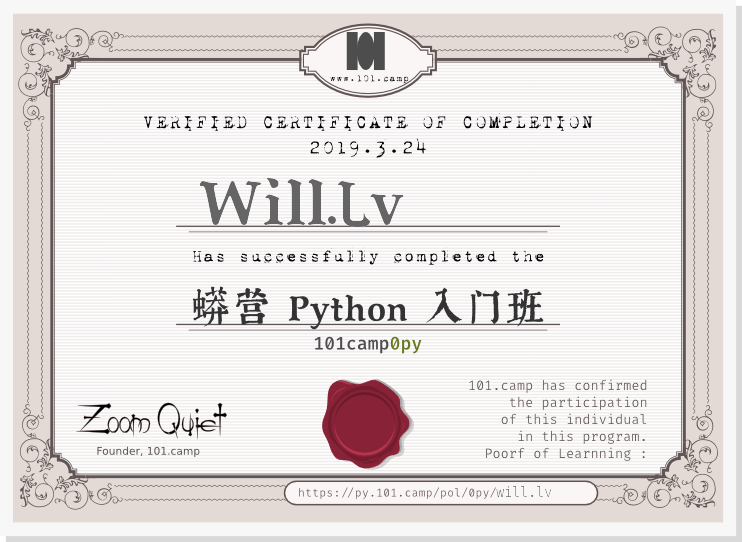 101
www.101.camp
VERIFIED CERTIFICATE OF COMPLETION
2019.3.24
Will.Lv
Has successfully completed the
蟒营 Python 入门班
101camp0py
101.camp has confirmed
the participation
of this individual
in this program.
Poorf of Learnning :
Zoom Quiet
Founder, 101.camp
https://py.101.camp/pol/0py/will.lv